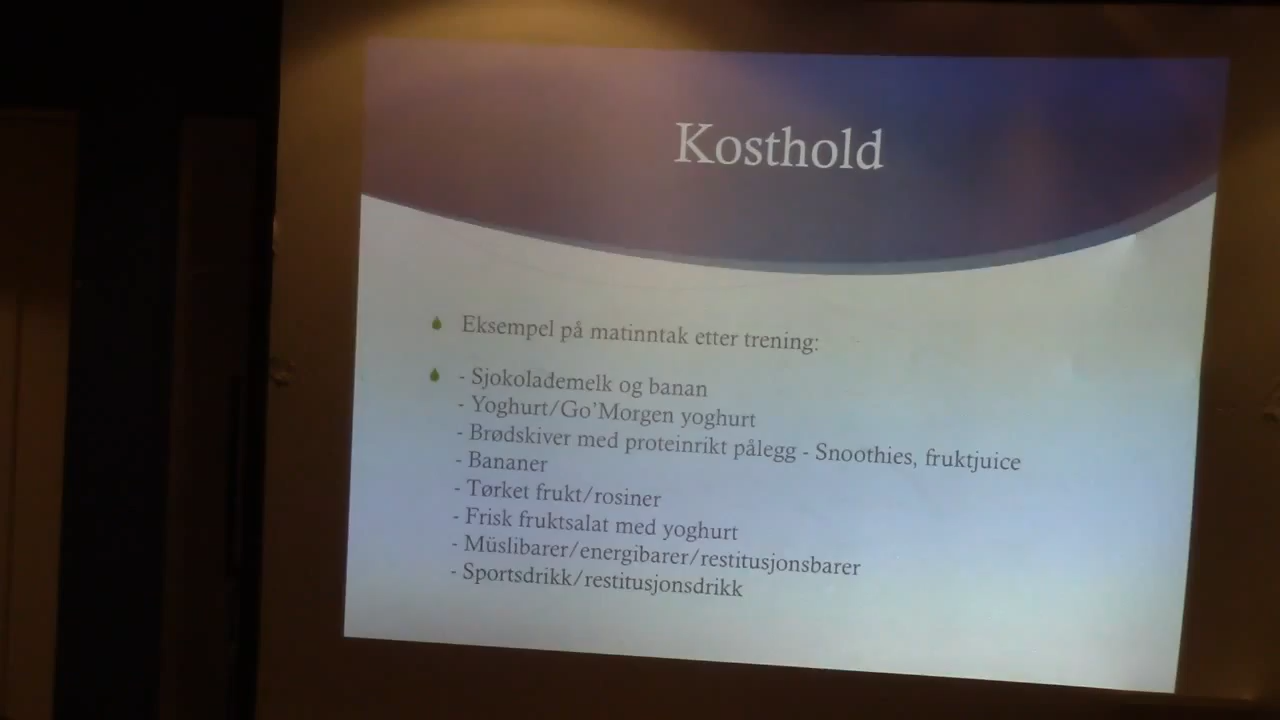 Kosthold
Eksempel på matinntak etter trening:
- Sjokolademelk og banan
- Yoghurt/Go’Morgen yoghurt
- Brødskiver med proteinrikt pålegg - Snoothies, fruktjuice
- Bananer
- Tørket frukt/rosiner
- Frisk fruktsalat med yoghurt
- Müslibarer/energibarer/restitusjonsbarer
- Sportsdrikk/restitusjonsdrikk